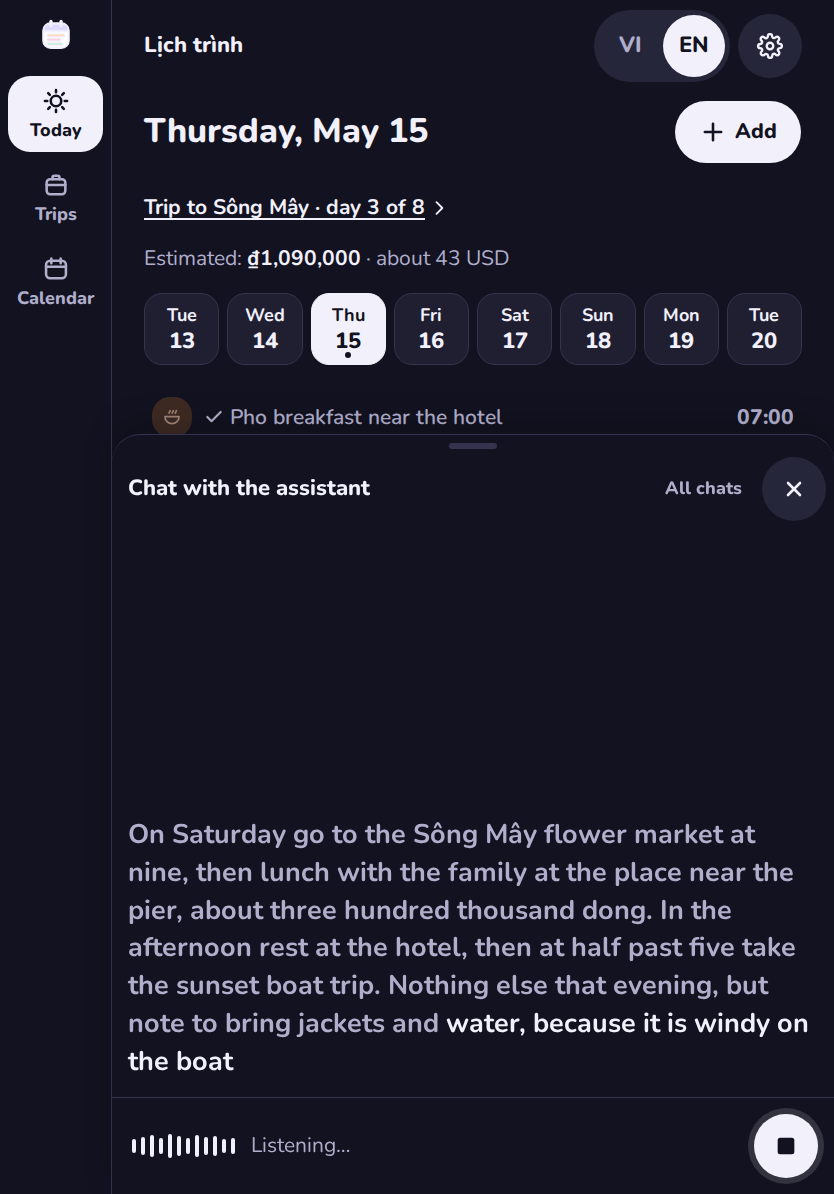 Lịch trình
VI
EN
Today
Trips
Calendar
Thursday, May 15
Add
Trip to Sông Mây · day 3 of 8
Estimated: ₫1,090,000 · about 43 USD
Tue
13
Wed
14
Thu
15
Fri
16
Sat
17
Sun
18
Mon
19
Tue
20
Pho breakfast near the hotel
07:00
Chat with the assistant
All chats
On Saturday go to the Sông Mây flower market at
nine, then lunch with the family at the place near the
pier, about three hundred thousand dong. In the
afternoon rest at the hotel, then at half past five take
the sunset boat trip. Nothing else that evening, but
note to bring jackets and water, because it is windy on
the boat
Listening...